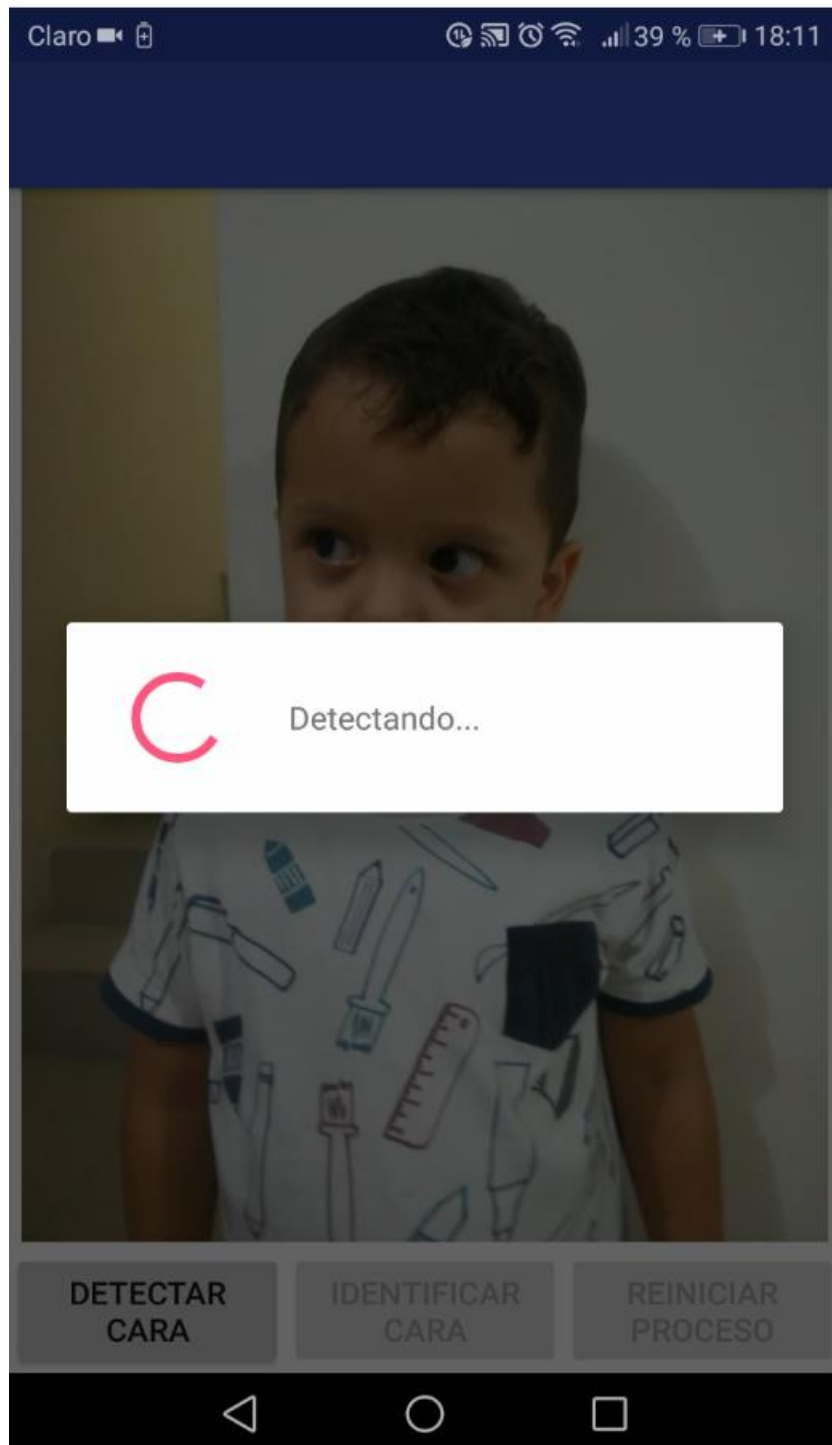 Claro 39 % 18:11
Detectando...
DETECTAR
CARA
IDENTIFICAR
CARA
REINICIAR
PROCESO